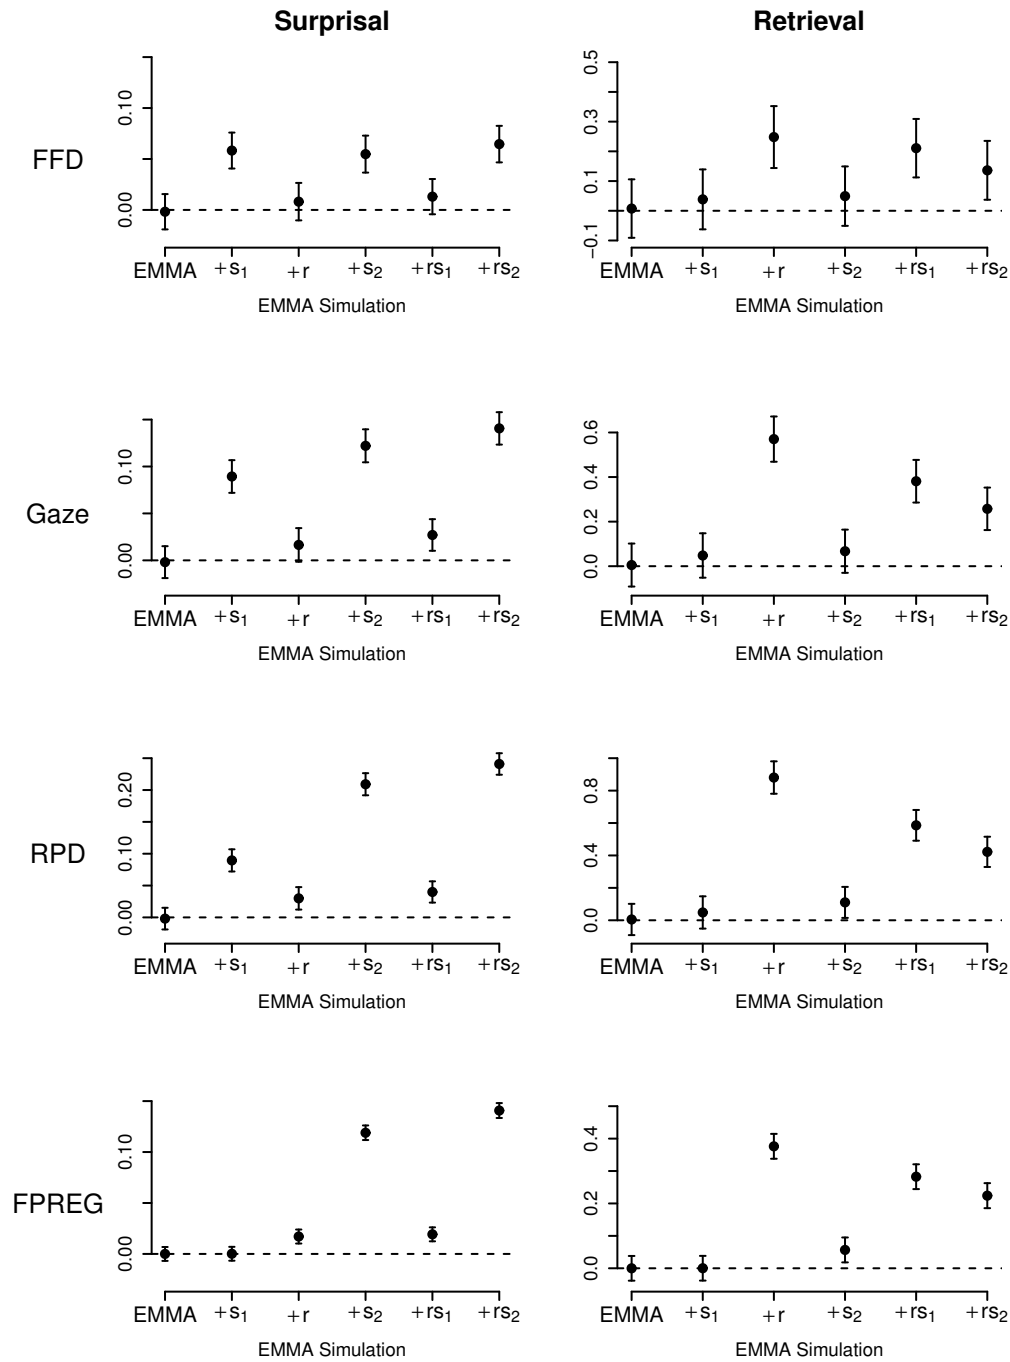 Surprisal Retrieval
FFD
0.00 0.10
−0.1 0.1 0.3 0.5
EMMA +s1 +r +s2 +rs1 +rs2
EMMA +s1 +r +s2 +rs1 +rs2
EMMA Simulation
EMMA Simulation
Gaze
0.00 0.10
0.0 0.2 0.4 0.6
EMMA +s1 +r +s2 +rs1 +rs2
EMMA +s1 +r +s2 +rs1 +rs2
EMMA Simulation
EMMA Simulation
RPD
0.00 0.10 0.20
0.0 0.4 0.8
EMMA +s1 +r +s2 +rs1 +rs2
EMMA +s1 +r +s2 +rs1 +rs2
EMMA Simulation
EMMA Simulation
FPREG
0.00 0.10
0.0 0.2 0.4
EMMA +s1 +r +s2 +rs1 +rs2
EMMA +s1 +r +s2 +rs1 +rs2
EMMA Simulation
EMMA Simulation